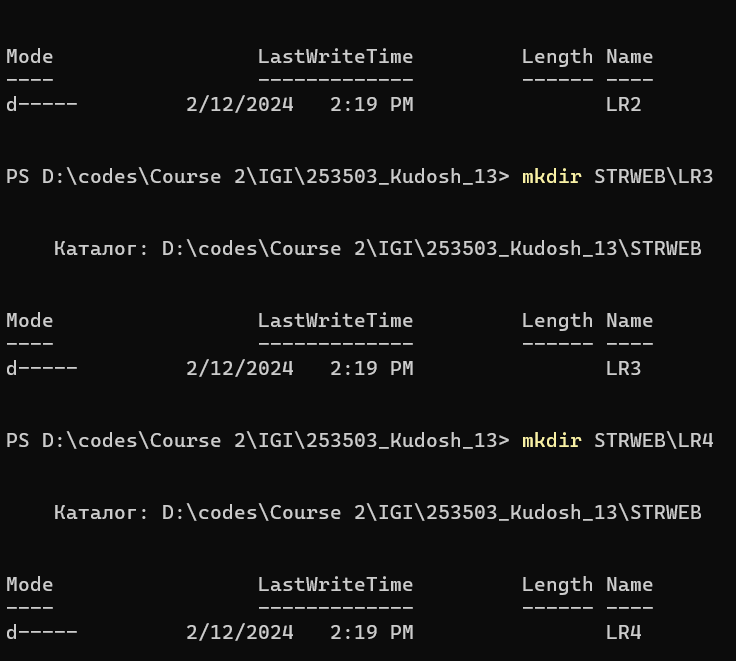 Mode                 LastWriteTime         Length Name
----                 -------------         ------ ----
d-----         2/12/2024   2:19 PM                LR2
PS D:\codes\Course 2\IGI\253503_Kudosh_13> mkdir STRWEB\LR3
    Каталог: D:\codes\Course 2\IGI\253503_Kudosh_13\STRWEB
Mode                 LastWriteTime         Length Name
----                 -------------         ------ ----
d-----         2/12/2024   2:19 PM                LR3
PS D:\codes\Course 2\IGI\253503_Kudosh_13> mkdir STRWEB\LR4
    Каталог: D:\codes\Course 2\IGI\253503_Kudosh_13\STRWEB
Mode                 LastWriteTime         Length Name
----                 -------------         ------ ----
d-----         2/12/2024   2:19 PM                LR4